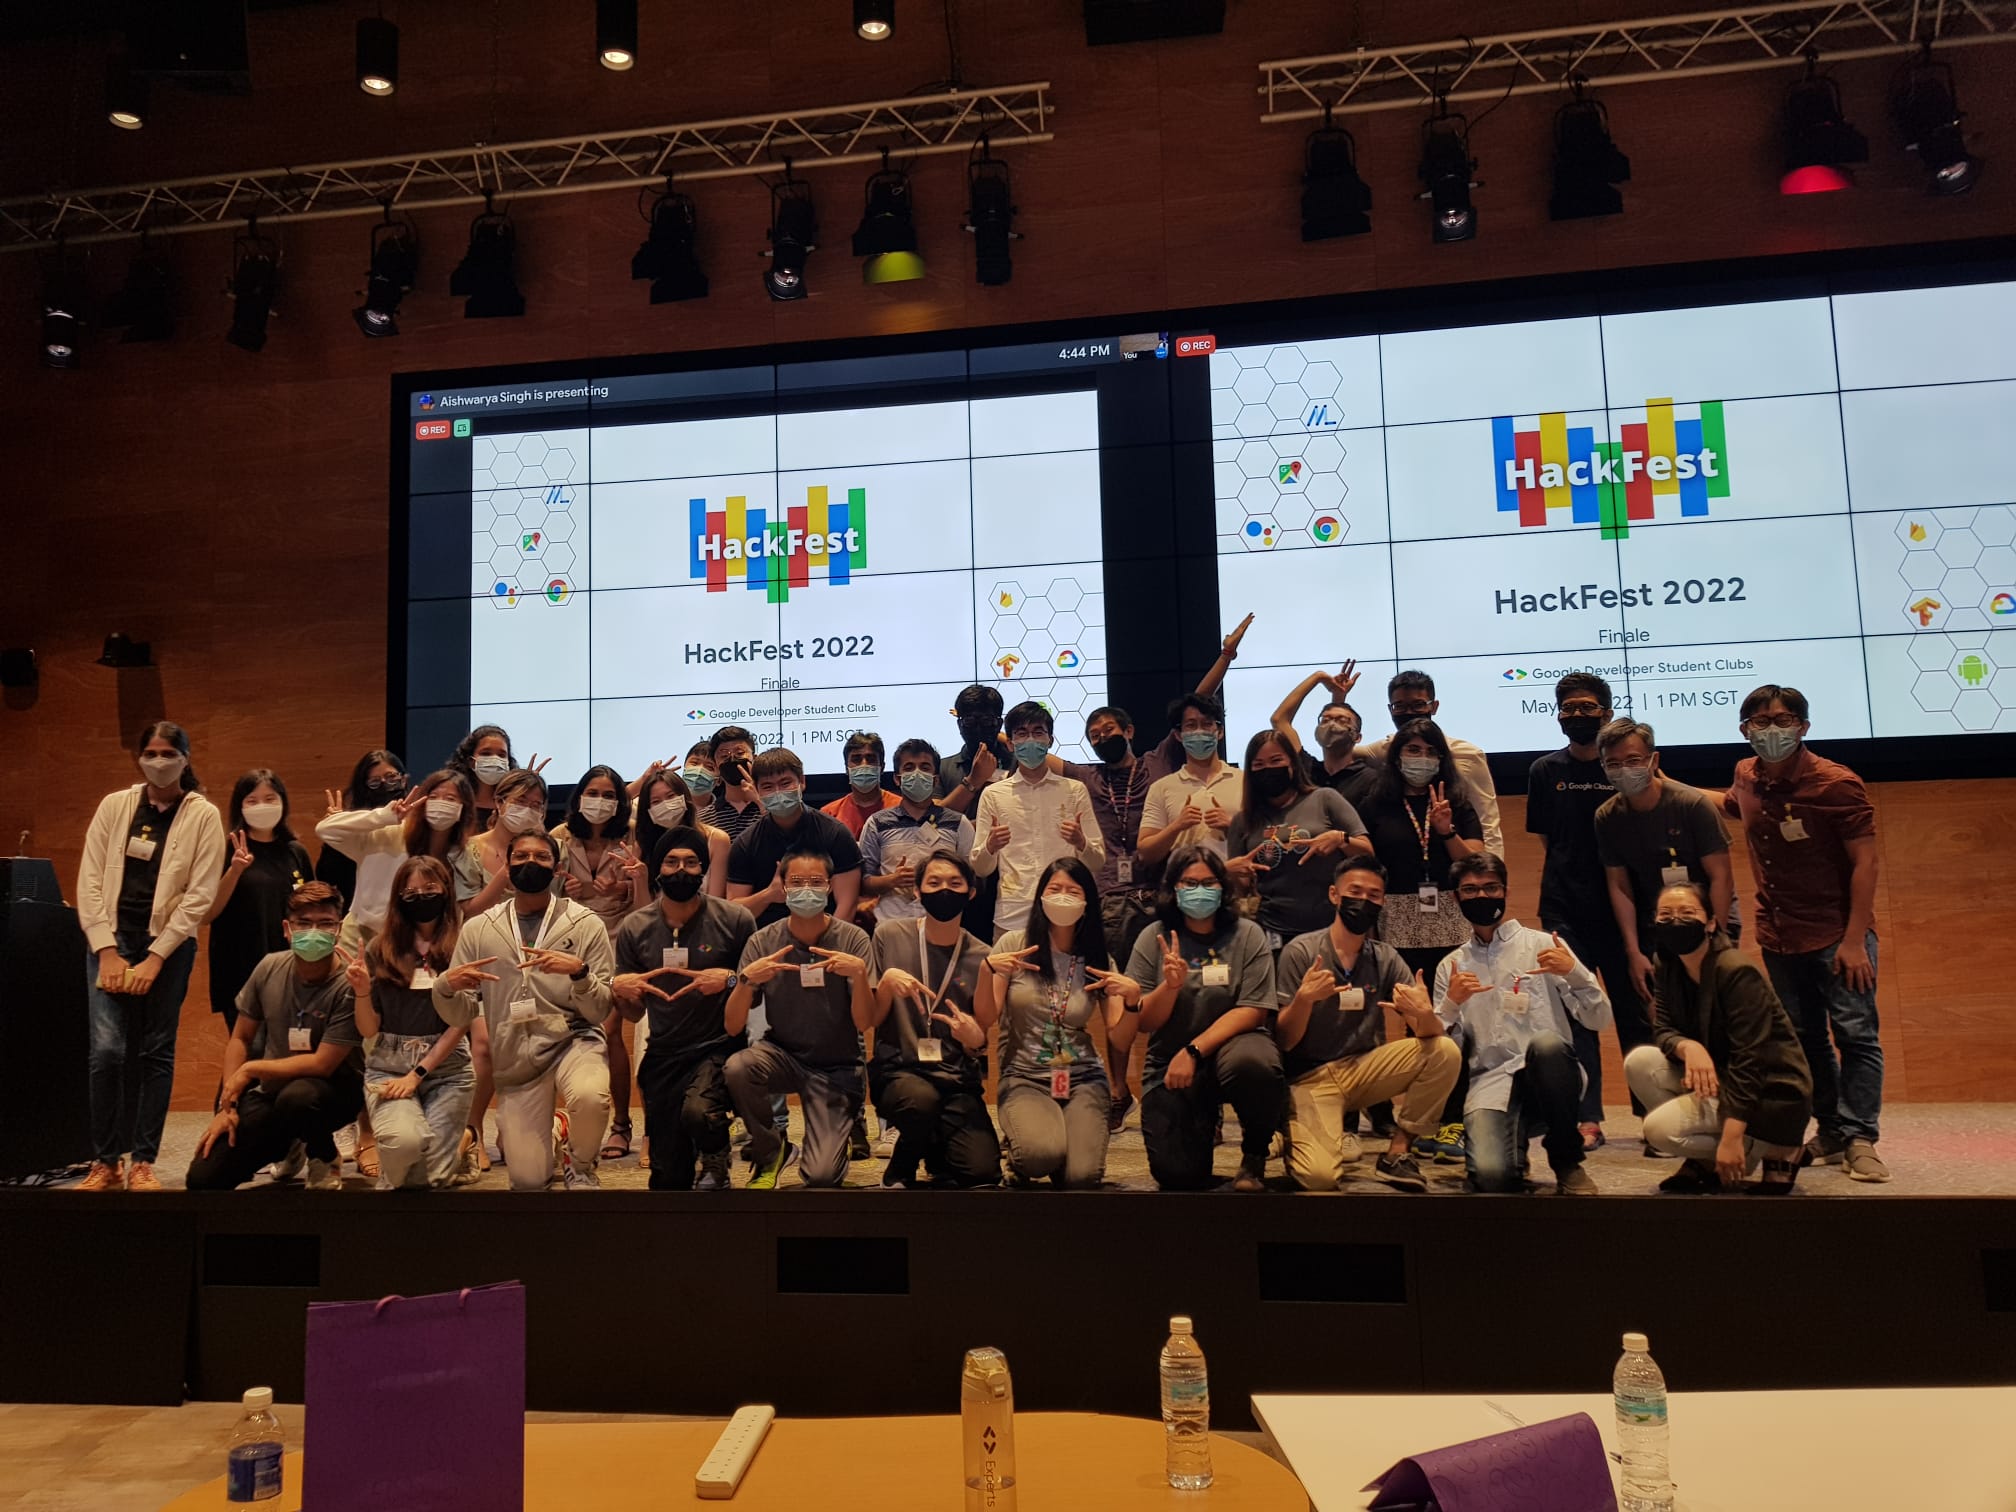 4:44 PM
You
REC
Aishwarya Singh is presenting
REC
ML
HackFest
HackFest 2022
Finale
Google Developer Student Clubs
2022 | 1 PM SGT
ML
HackFest
HackFest 2022
Finale
Google Developer Student Clubs
May 22 | 1 PM SGT
Google Cloud
G
Experts